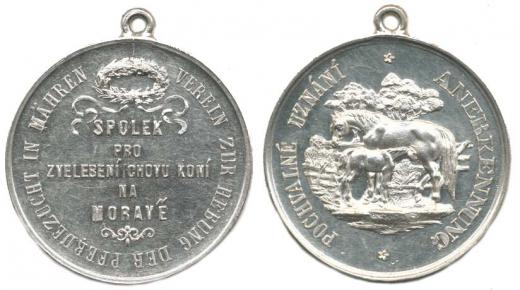 VEREIN ZUR HEBUNG DER PFERDEZUCHT IN MÄHREN
SPOLEK
PRO
ZVELEBENÍ CHOVU KONÍ
NA
MORAVĚ
POCHVALNÉ UZNÁNÍ * ANERKENNUNG *